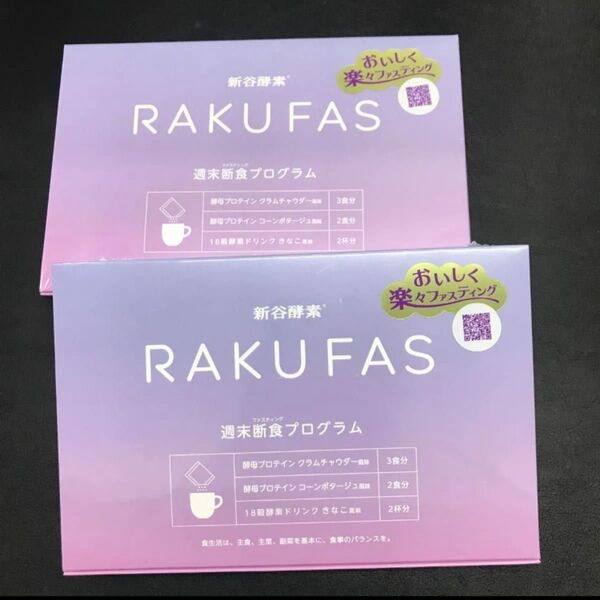 おいしく
楽々ファスティング
新谷酵素®
RAKUFAS
ファスティング
週末断食プログラム
酵母プロテイン クラムチャウダー風味 3食分
酵母プロテイン コーンポタージュ風味 2食分
18穀酵素ドリンク きなこ風味 2杯分
おいしく
楽々ファスティング
新谷酵素®
RAKUFAS
ファスティング
週末断食プログラム
酵母プロテイン クラムチャウダー風味 3食分
酵母プロテイン コーンポタージュ風味 2食分
18穀酵素ドリンク きなこ風味 2杯分
食生活は、主食、主菜、副菜を基本に、食事のバランスを。